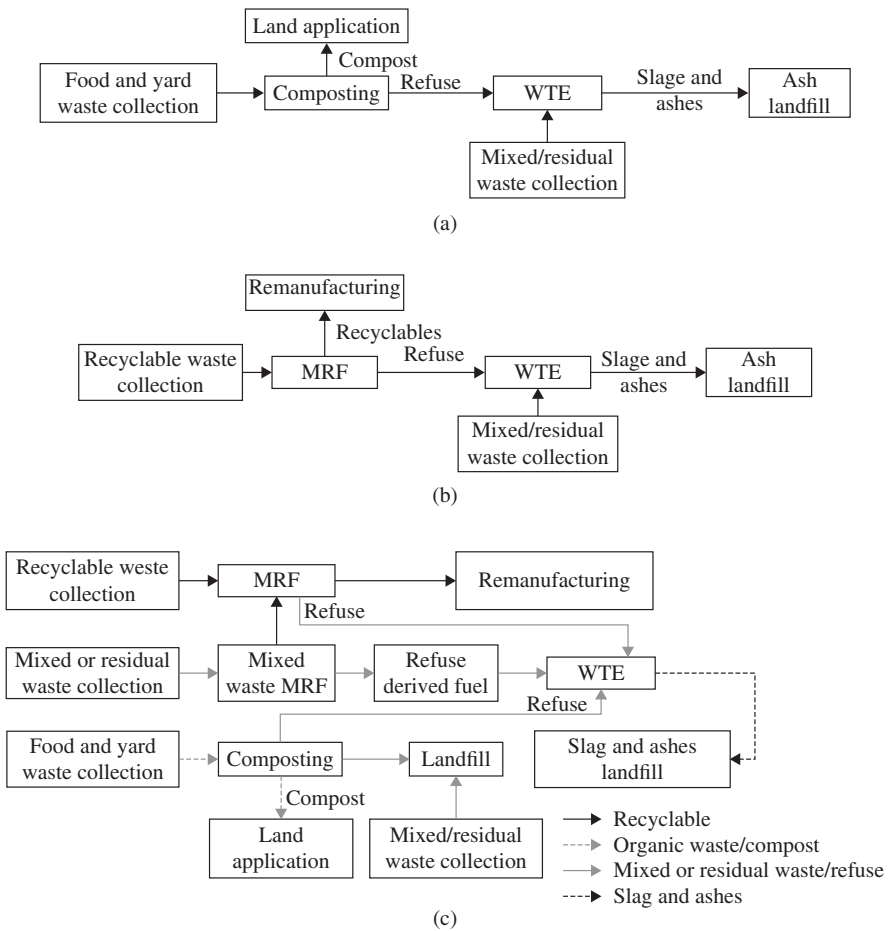 Land application
Compost
Food and yard
waste collection
Composting
Refuse
WTE
Slage and
ashes
Ash
landfill
Mixed/residual
waste collection
(a)
Remanufacturing
Recyclables
Recyclable waste
collection
MRF
Refuse
WTE
Slage and
ashes
Ash
landfill
Mixed/residual
waste collection
(b)
Recyclable weste
collection
MRF
Remanufacturing
Refuse
Mixed or residual
waste collection
Mixed
waste MRF
Refuse
derived fuel
WTE
Refuse
Food and yard
waste collection
Composting
Landfill
Slag and ashes
landfill
Compost
Land
application
Mixed/residual
waste collection
Recyclable
Organic waste/compost
Mixed or residual waste/refuse
Slag and ashes
(c)